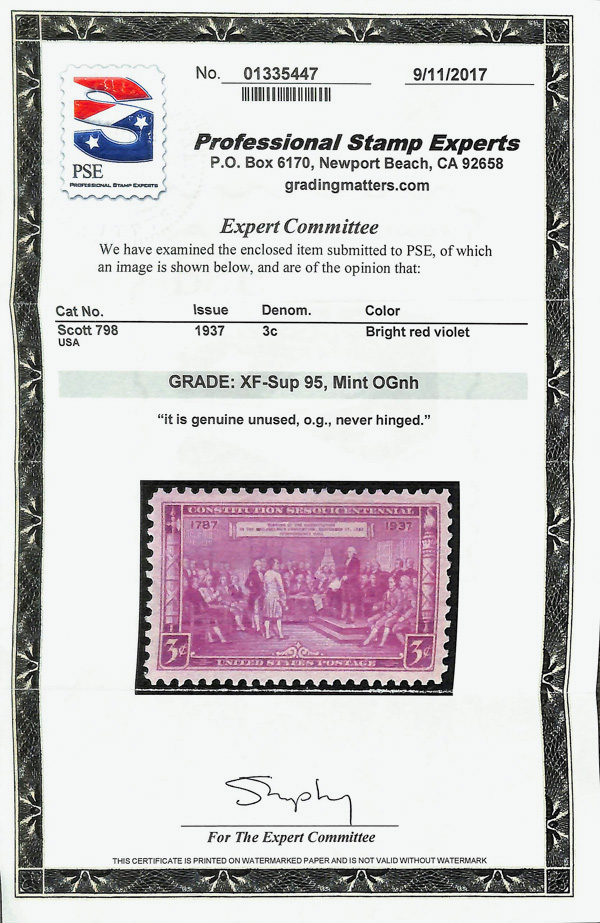 No. 01335447 9/11/2017
PSE
PROFESSIONAL STAMP EXPERTS
Professional Stamp Experts
P.O. Box 6170, Newport Beach, CA 92658
gradingmatters.com
Expert Committee
We have examined the enclosed item submitted to PSE, of which
an image is shown below, and are of the opinion that:
Cat No. Issue Denom. Color
Scott 798 1937 3c Bright red violet
USA
GRADE: XF-Sup 95, Mint OGnh
“it is genuine unused, o.g., never hinged.”
CONSTITUTION SESQUICENTENNIAL
1787 1937
3¢ 3¢
UNITED STATES POSTAGE
For The Expert Committee
THIS CERTIFICATE IS PRINTED ON WATERMARKED PAPER AND IS NOT VALID WITHOUT WATERMARK